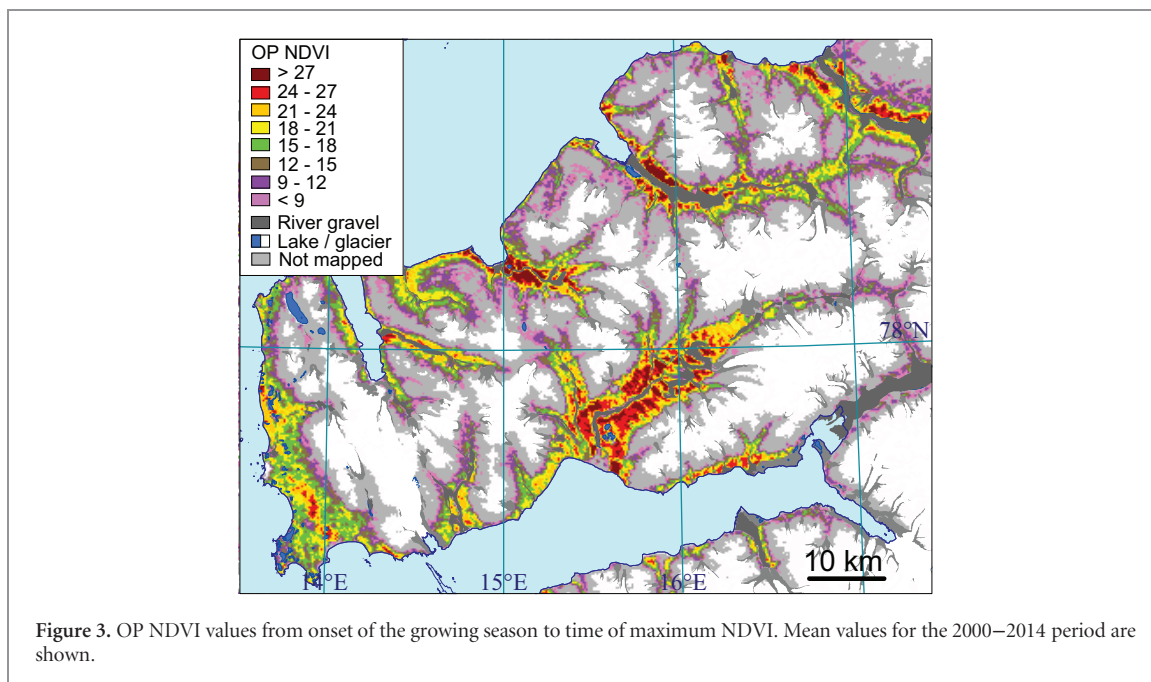 OP NDVI
> 27
24 - 27
21 - 24
18 - 21
15 - 18
12 - 15
9 - 12
< 9
River gravel
Lake / glacier
Not mapped
78°N
14°E
15°E
16°E
10 km
Figure 3. OP NDVI values from onset of the growing season to time of maximum NDVI. Mean values for the 2000–2014 period are
shown.